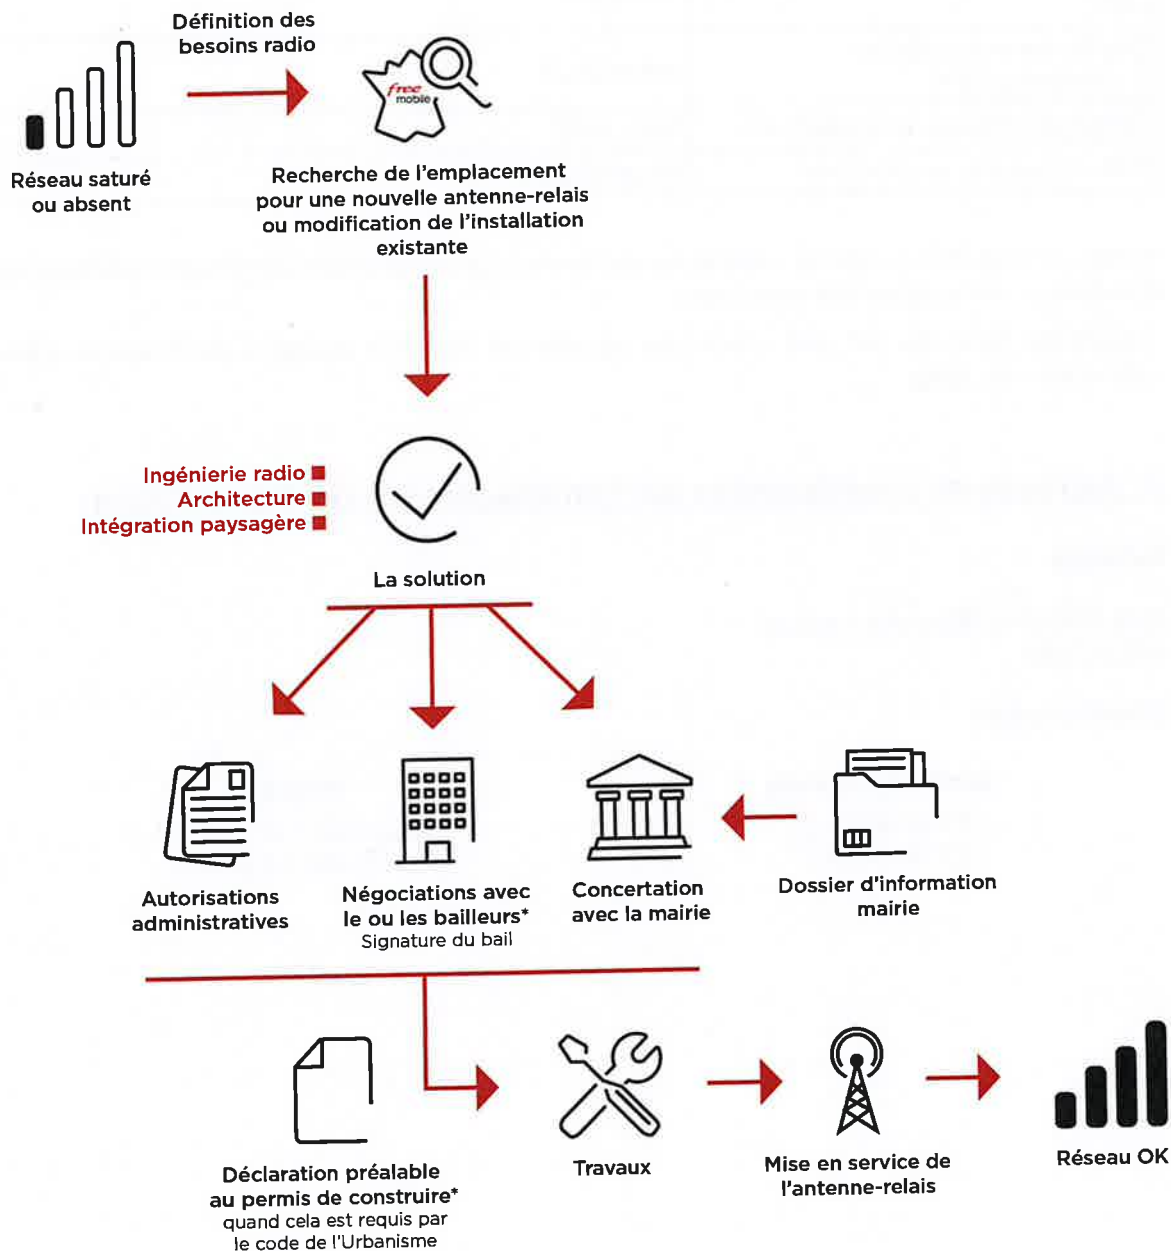 Définition des
besoins radio
Réseau saturé
ou absent
free
mobile
Recherche de l'emplacement
pour une nouvelle antenne-relais
ou modification de l'installation
existante
Ingénierie radio
Architecture
Intégration paysagère
La solution
Autorisations
administratives
Négociations avec
le ou les bailleurs*
Signature du bail
Concertation
avec la mairie
Dossier d'information
mairie
Déclaration préalable
au permis de construire*
quand cela est requis par
le code de l'Urbanisme
Travaux
Mise en service de
l'antenne-relais
Réseau OK